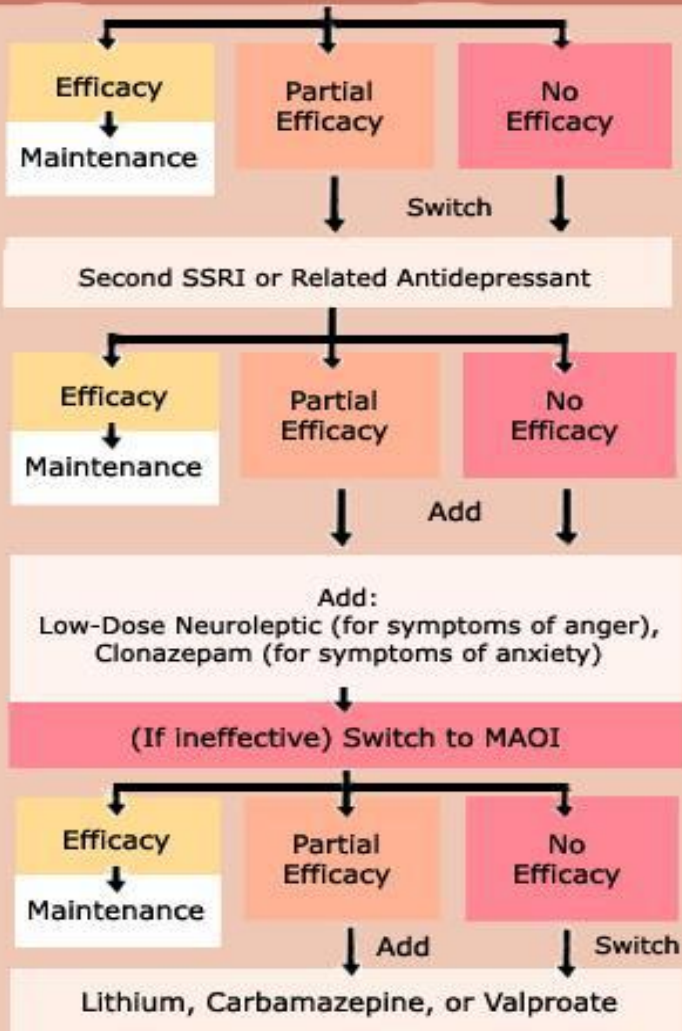 Efficacy
Maintenance
Partial
Efficacy
No
Efficacy
Switch
Second SSRI or Related Antidepressant
Efficacy
Maintenance
Partial
Efficacy
No
Efficacy
Add
Add:
Low-Dose Neuroleptic (for symptoms of anger),
Clonazepam (for symptoms of anxiety)
(If ineffective) Switch to MAOI
Efficacy
Maintenance
Partial
Efficacy
No
Efficacy
Add
Switch
Lithium, Carbamazepine, or Valproate